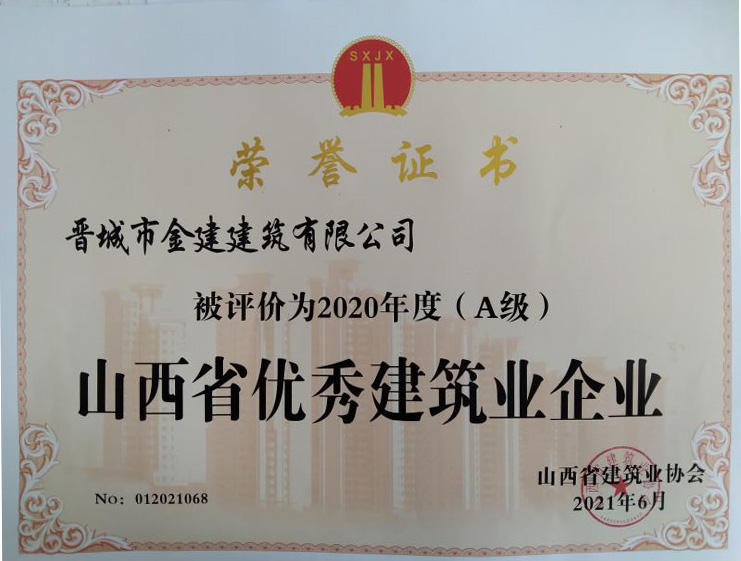 SXJX
荣誉证书
晋城市金建建筑有限公司
被评价为2020年度（A级）
山西省优秀建筑业企业
山西省建筑业协会
2021年6月
No：012021068